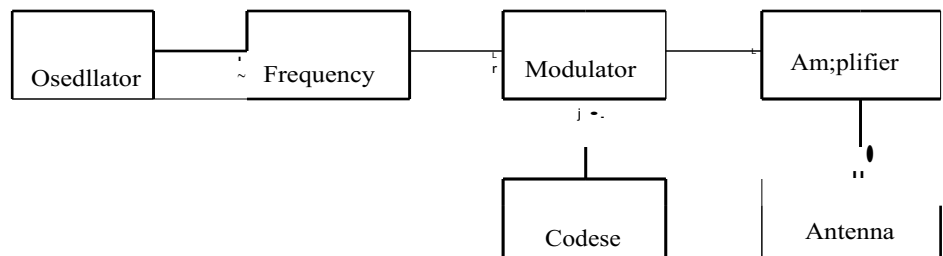 Osedllator
Frequency
Modulator
Am;plifier
Codese
Antenna